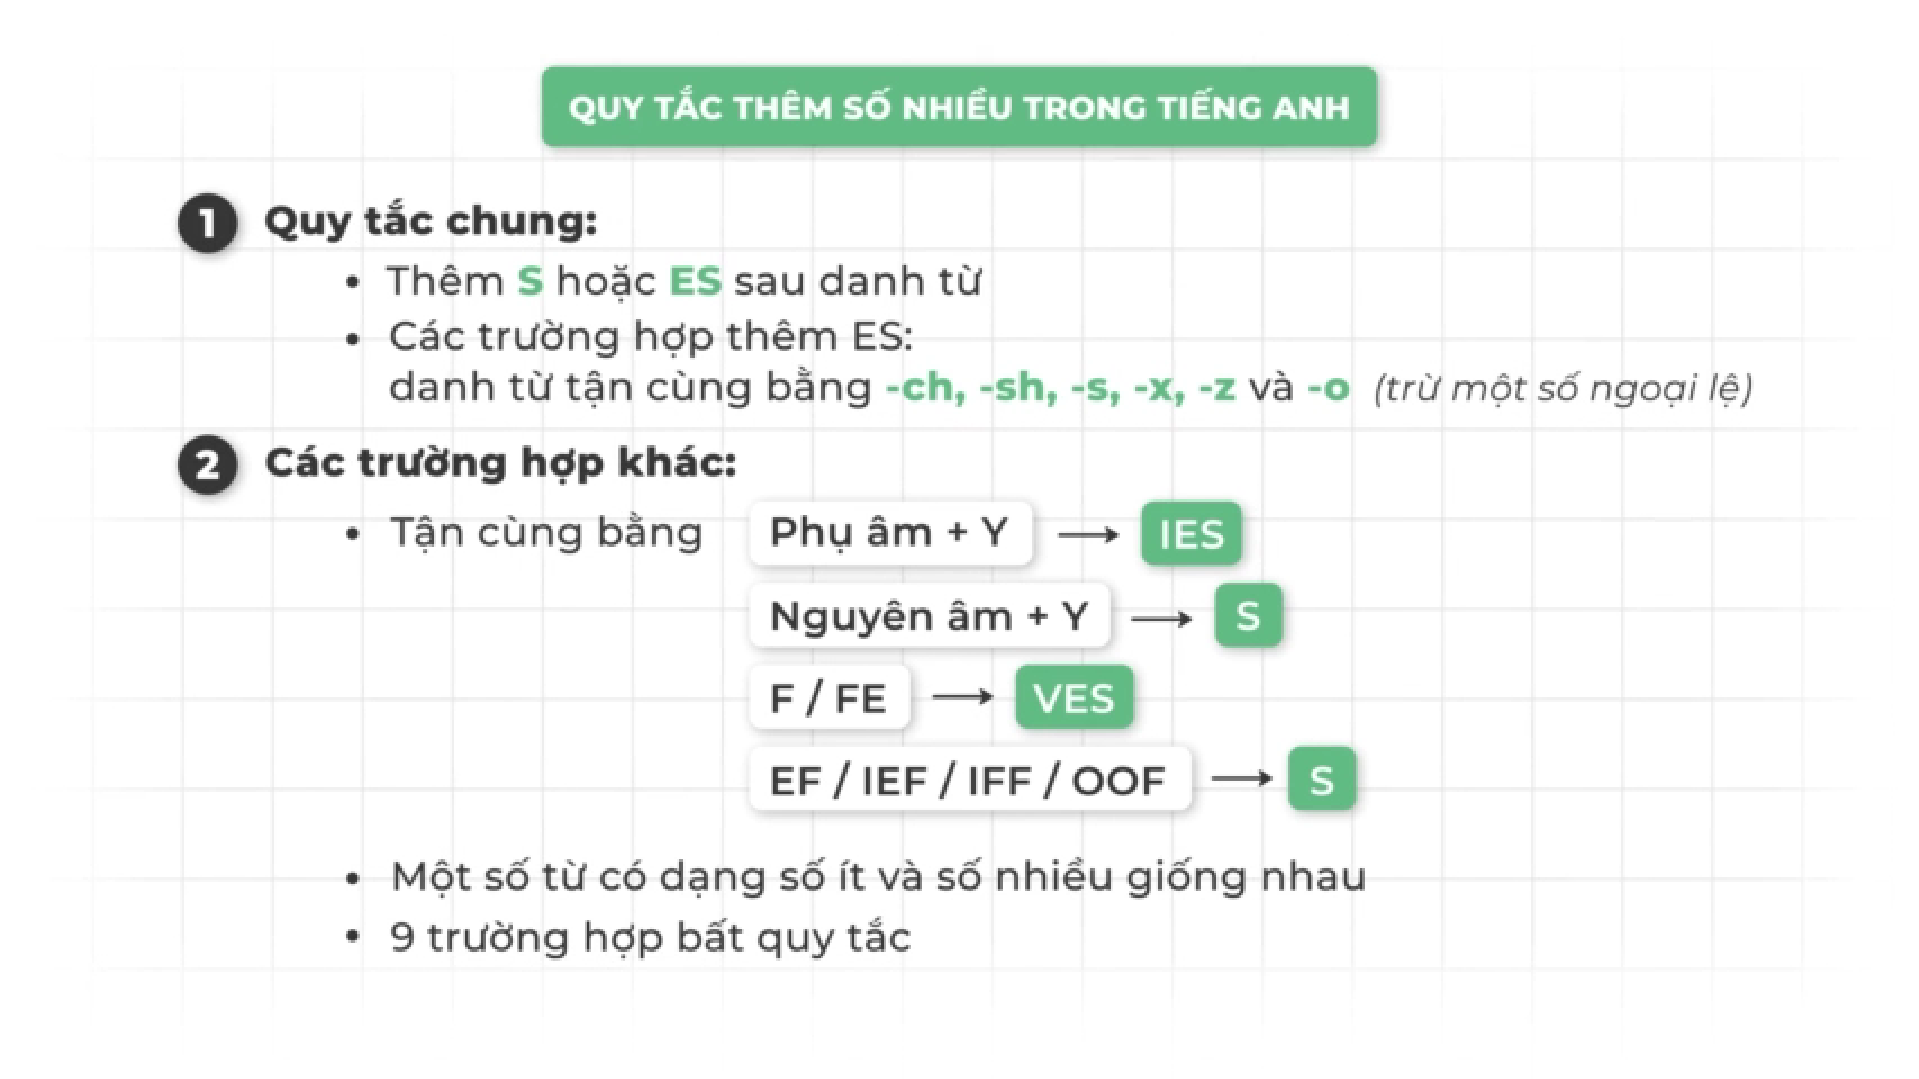 QUY TẮC THÊM SỐ NHIỀU TRONG TIẾNG ANH
1 Quy tắc chung:
• Thêm S hoặc ES sau danh từ
• Các trường hợp thêm ES:
danh từ tận cùng bằng -ch, -sh, -s, -x, -z và -o (trừ một số ngoại lệ)
2 Các trường hợp khác:
• Tận cùng bằng Phụ âm + Y → IES
Nguyên âm + Y → S
F / FE → VES
EF / IEF / IFF / OOF → S
• Một số từ có dạng số ít và số nhiều giống nhau
• 9 trường hợp bất quy tắc